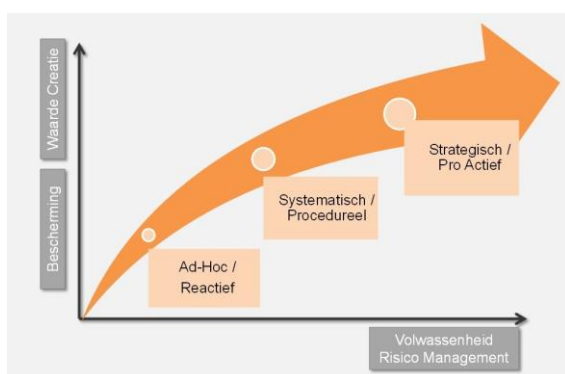 Waarde Creatie
Bescherming
Strategisch /
Pro Actief
Systematisch /
Procedureel
Ad-Hoc /
Reactief
Volwassenheid
Risico Management